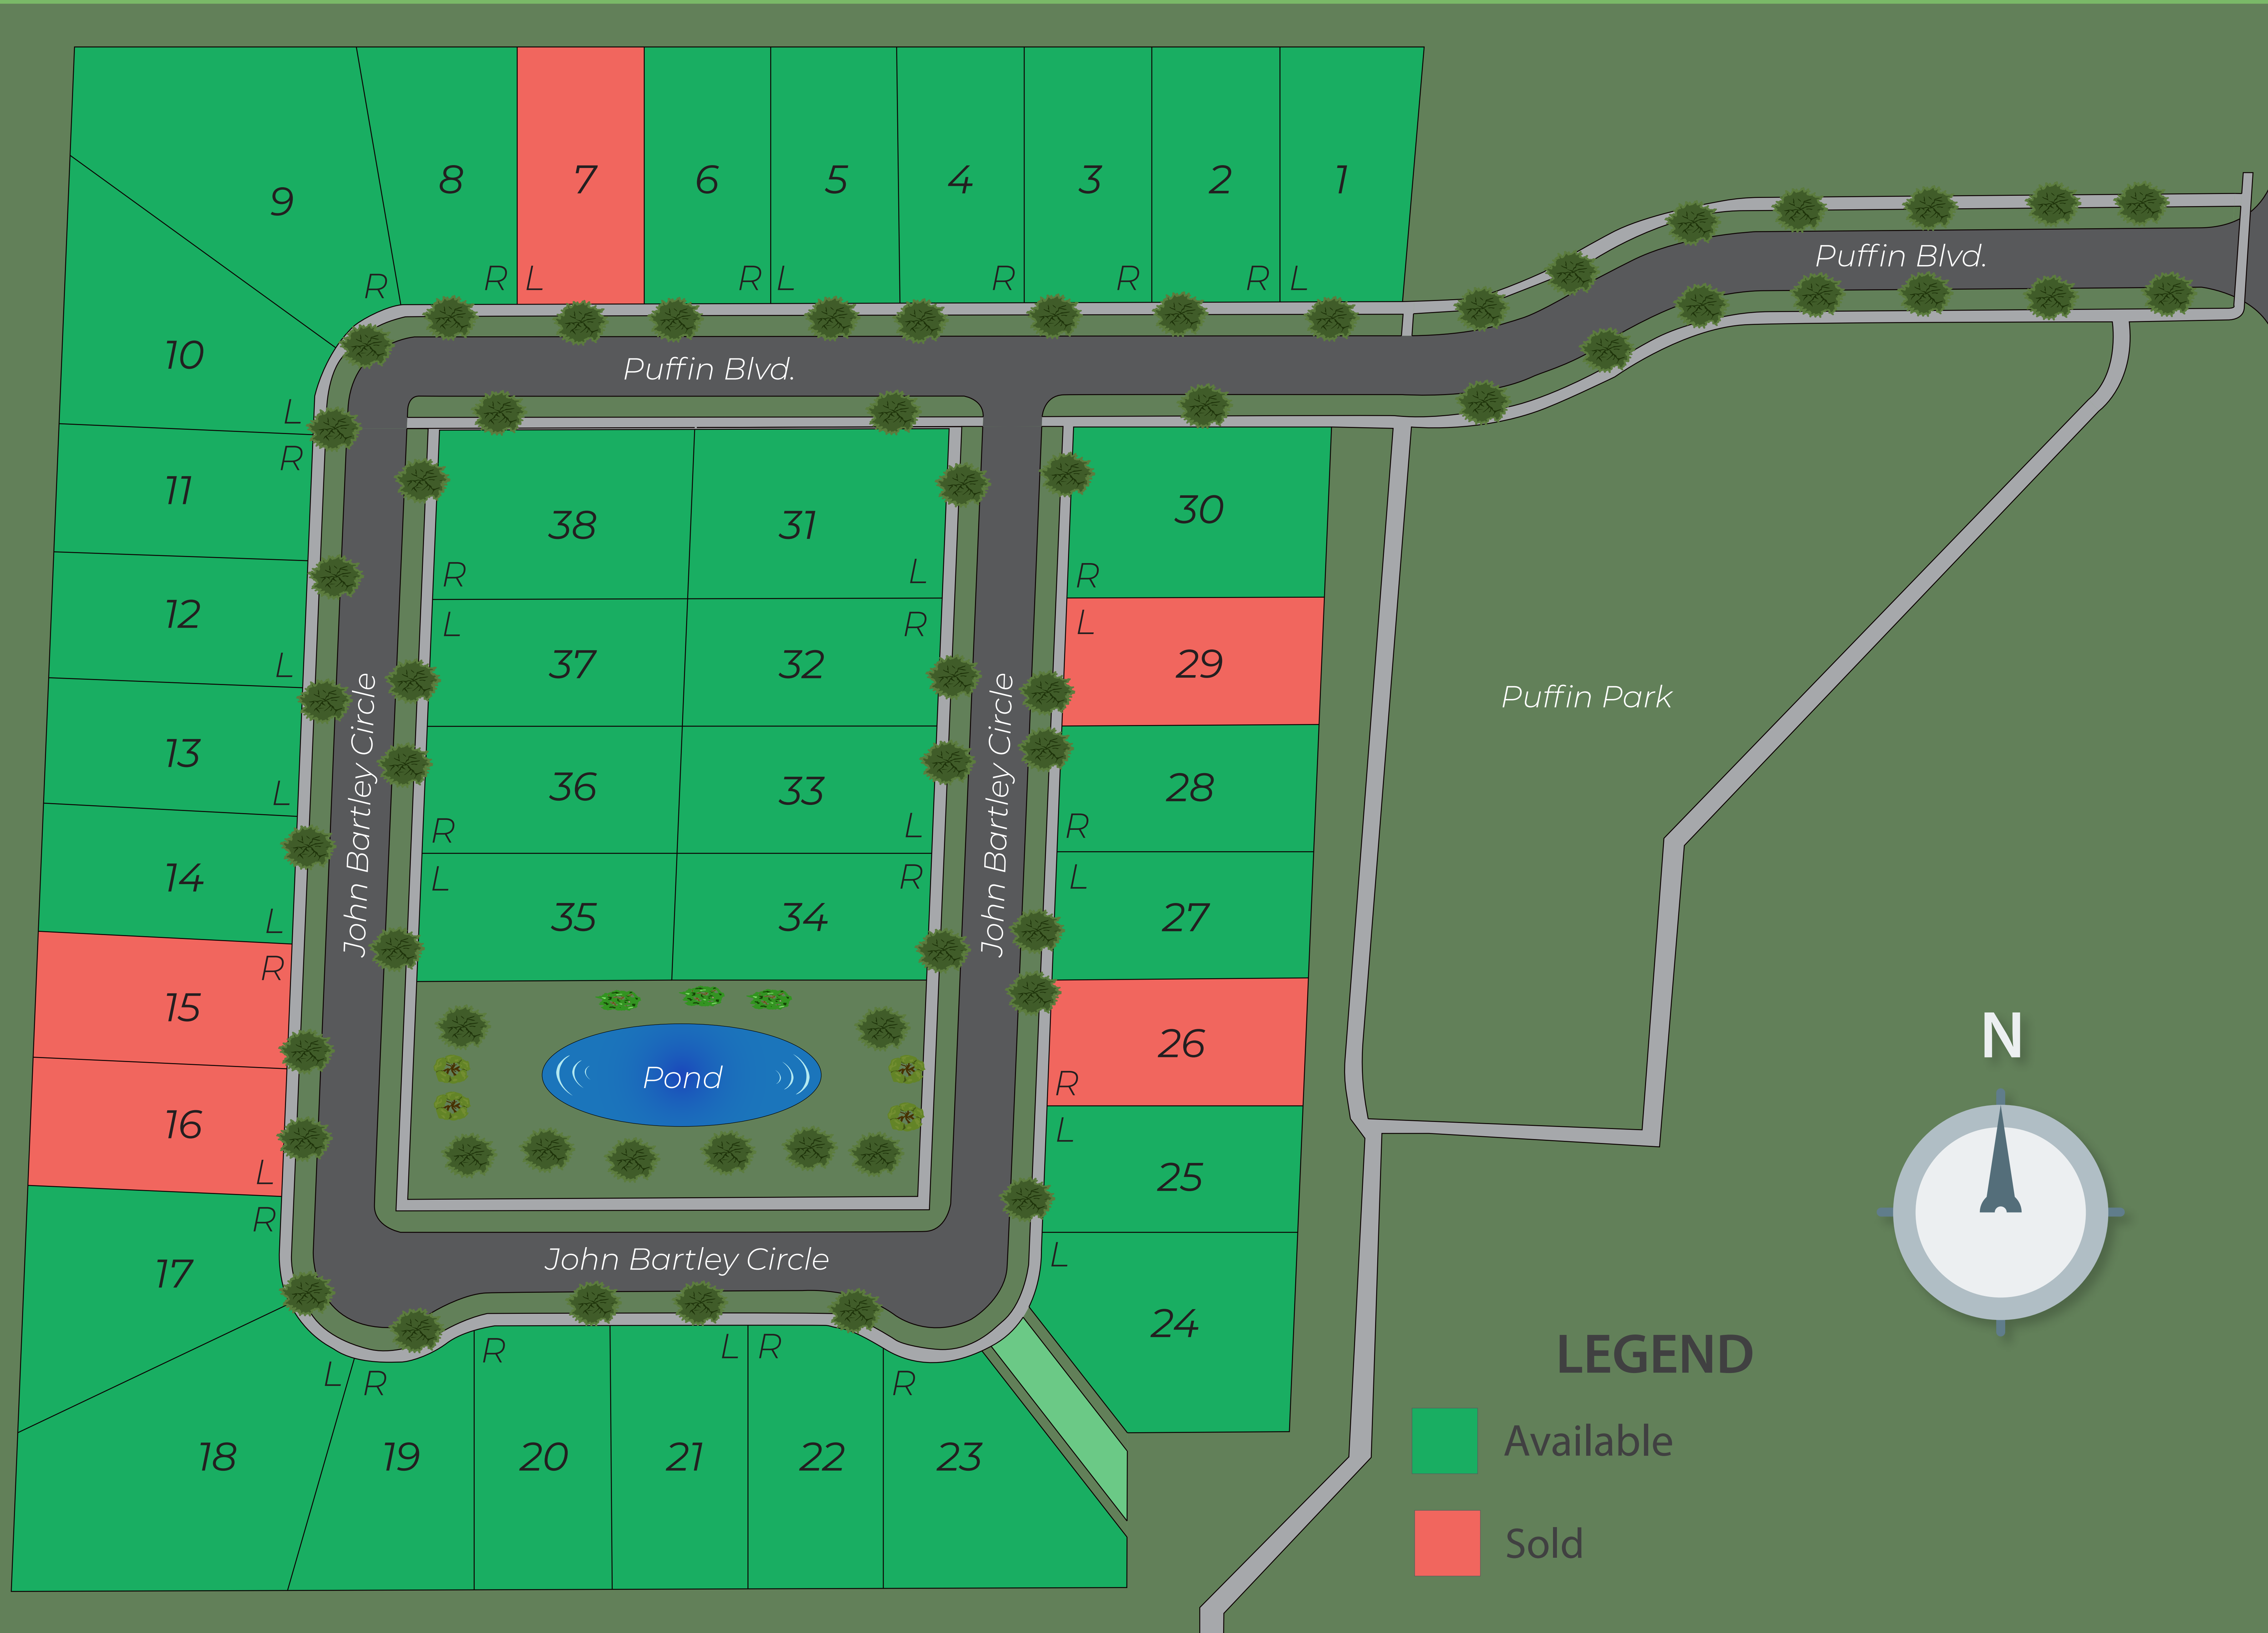 9
8
7
6
5
4
3
2
1
R
R
L
R
L
R
R
R
L
Puffin Blvd.
Puffin Blvd.
10
L
R
11
12
L
13
L
14
L
R
15
16
L
R
17
John Bartley Circle
38
R
31
L
L
37
R
32
36
R
33
L
L
35
R
34
Pond
John Bartley Circle
30
R
L
29
28
R
L
27
26
R
L
25
L
24
John Bartley Circle
L
R
R
L
R
R
18
19
20
21
22
23
Puffin Park
N
LEGEND
Available
Sold